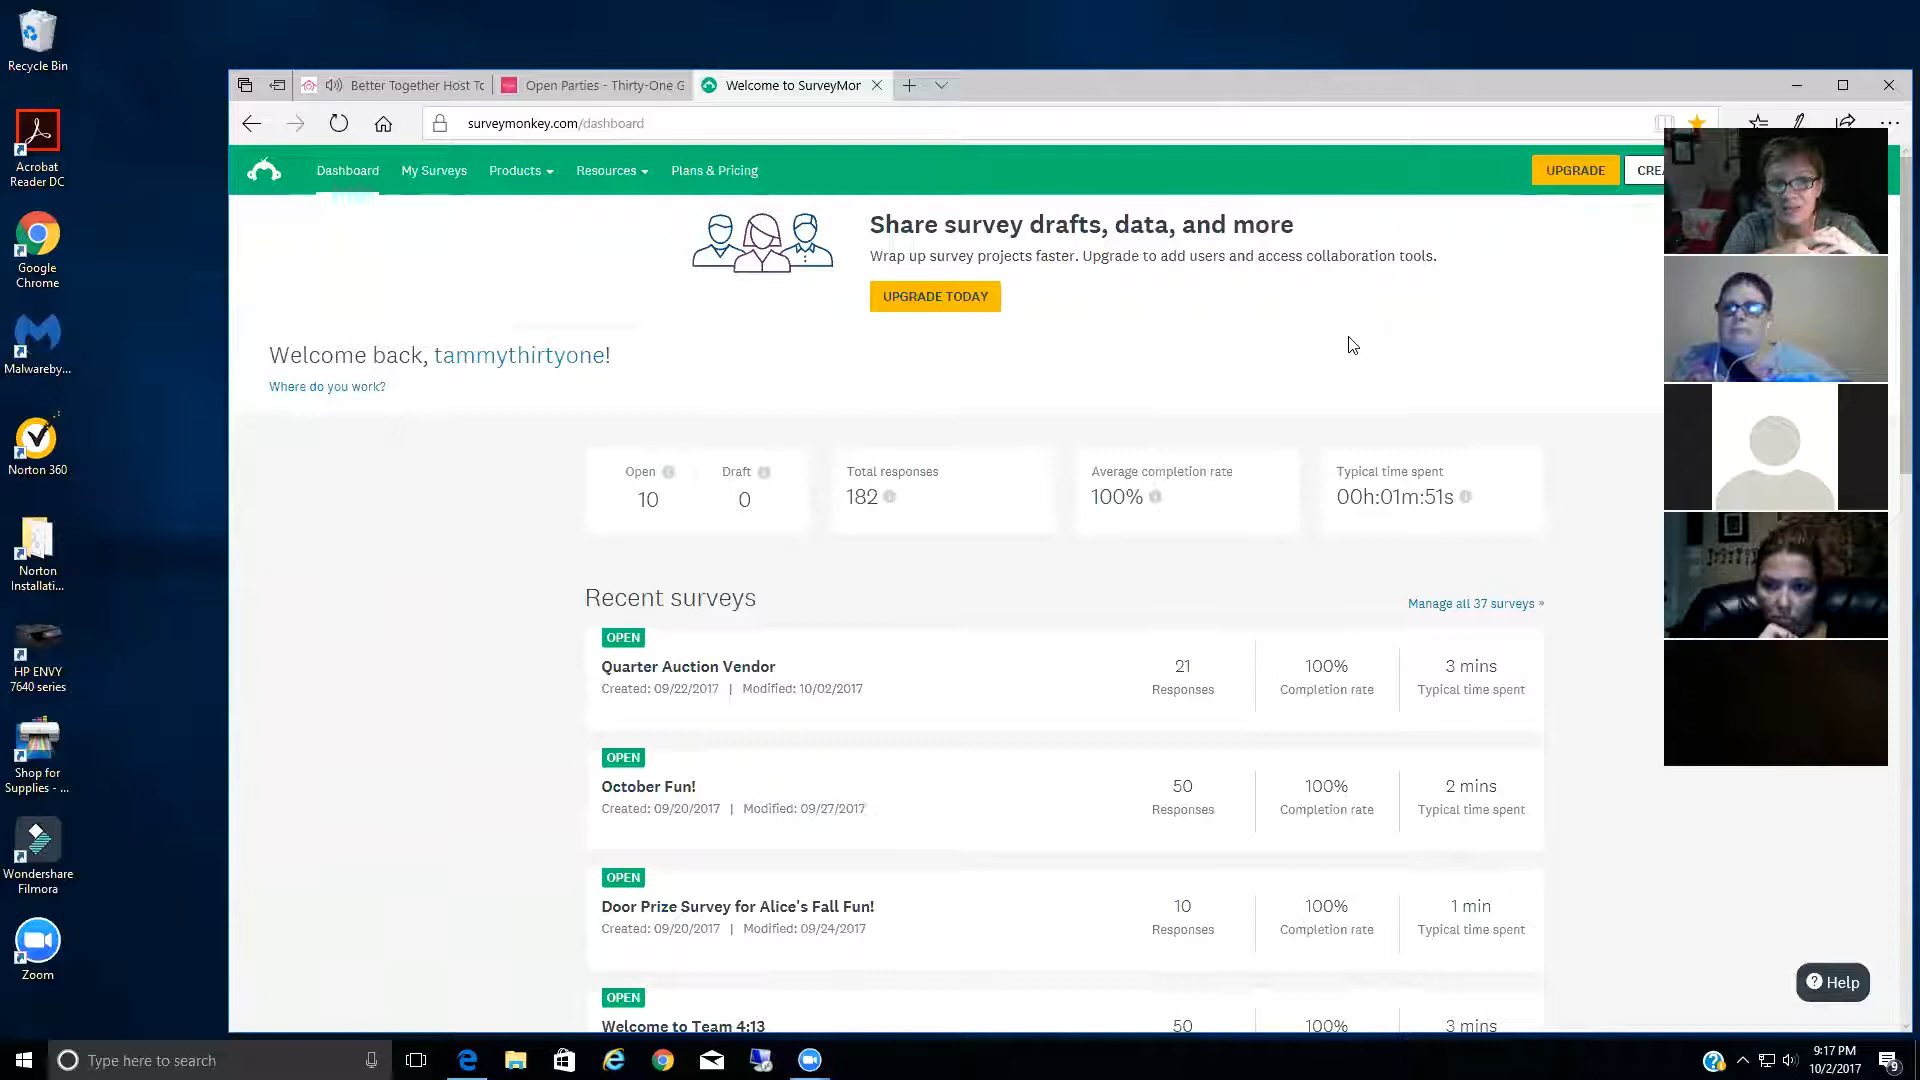 Recycle Bin
Acrobat
Reader DC
Google
Chrome
Malwareby...
Norton 360
Norton
Installati...
HP ENVY
7640 series
Shop for
Supplies - ...
Wondershare
Filmora
Zoom
Better Together Host To
Open Parties - Thirty-One G
Welcome to SurveyMor
surveymonkey.com/dashboard
Dashboard
My Surveys
Products
Resources
Plans & Pricing
UPGRADE
CREA
Share survey drafts, data, and more
Wrap up survey projects faster. Upgrade to add users and access collaboration tools.
UPGRADE TODAY
Welcome back, tammythirtyone!
Where do you work?
Open
10
Draft
0
Total responses
182
Average completion rate
100%
Typical time spent
00h:01m:51s
Recent surveys
Manage all 37 surveys »
OPEN
Quarter Auction Vendor
Created: 09/22/2017 | Modified: 10/02/2017
21
Responses
100%
Completion rate
3 mins
Typical time spent
OPEN
October Fun!
Created: 09/20/2017 | Modified: 09/27/2017
50
Responses
100%
Completion rate
2 mins
Typical time spent
OPEN
Door Prize Survey for Alice's Fall Fun!
Created: 09/20/2017 | Modified: 09/24/2017
10
Responses
100%
Completion rate
1 min
Typical time spent
OPEN
Welcome to Team 4:13
50
100%
3 mins
Help
Type here to search
9:17 PM
10/2/2017
9